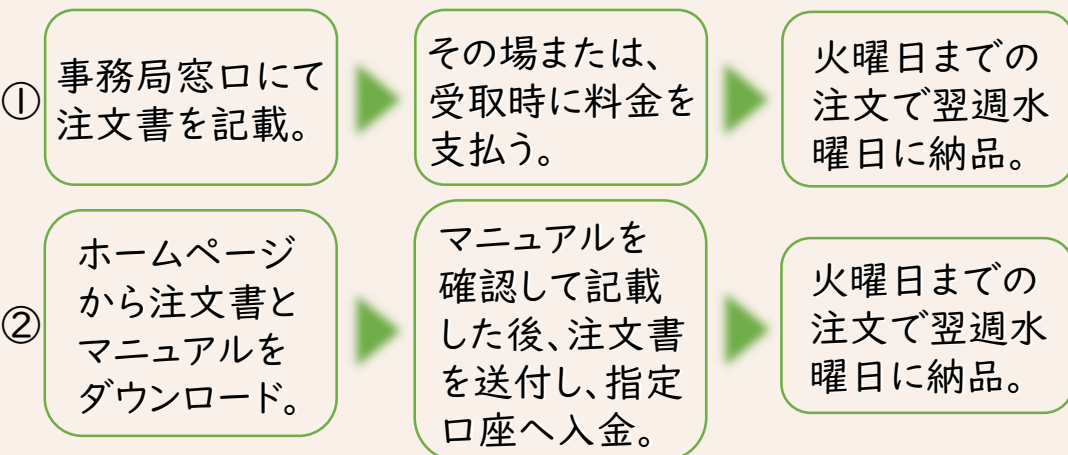 ①
事務局窓口にて
注文書を記載。
その場または、
受取時に料金を
支払う。
火曜日までの
注文で翌週水
曜日に納品。
②
ホームページ
から注文書と
マニュアルを
ダウンロード。
マニュアルを
確認して記載
した後、注文書
を送付し、指定
口座へ入金。
火曜日までの
注文で翌週水
曜日に納品。